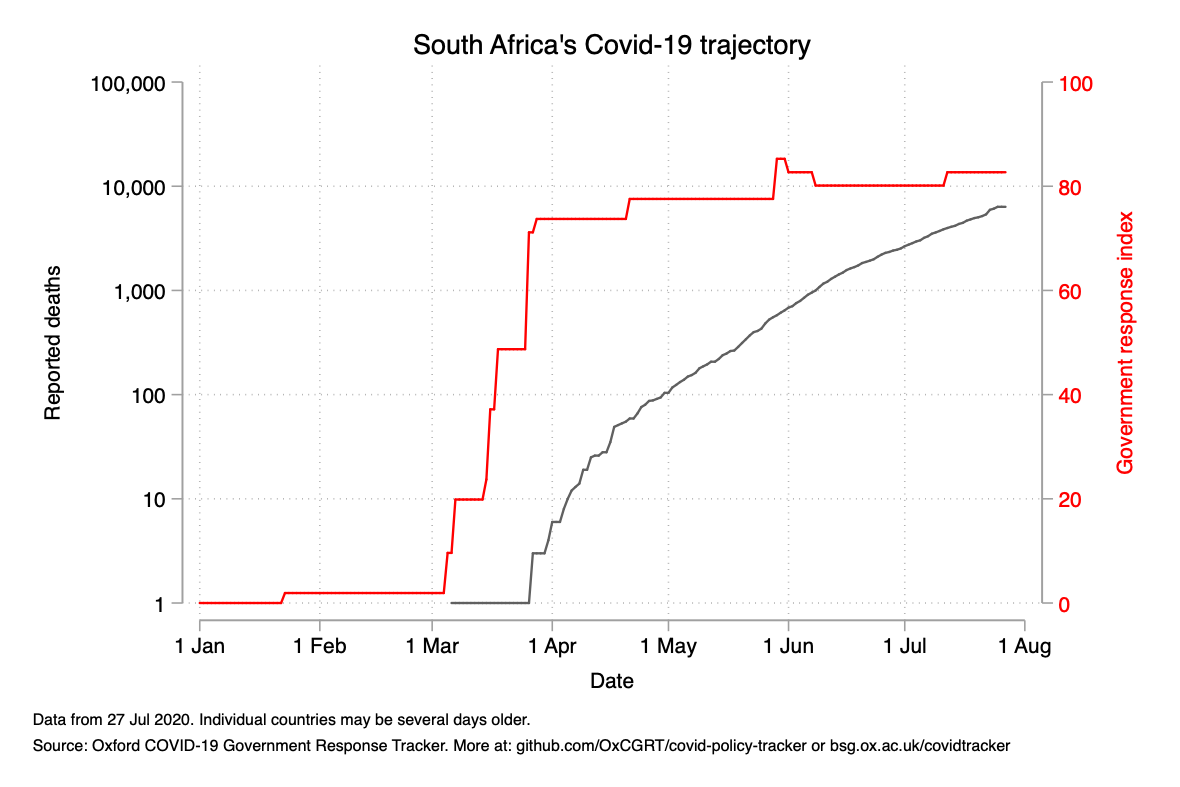 South Africa's Covid-19 trajectory
100,000
10,000
1,000
100
10
1
Reported deaths
100
80
60
40
20
0
Government response index
1 Jan 1 Feb 1 Mar 1 Apr 1 May 1 Jun 1 Jul 1 Aug
Date
Data from 27 Jul 2020. Individual countries may be several days older.
Source: Oxford COVID-19 Government Response Tracker. More at: github.com/OxCGRT/covid-policy-tracker or bsg.ox.ac.uk/covidtracker